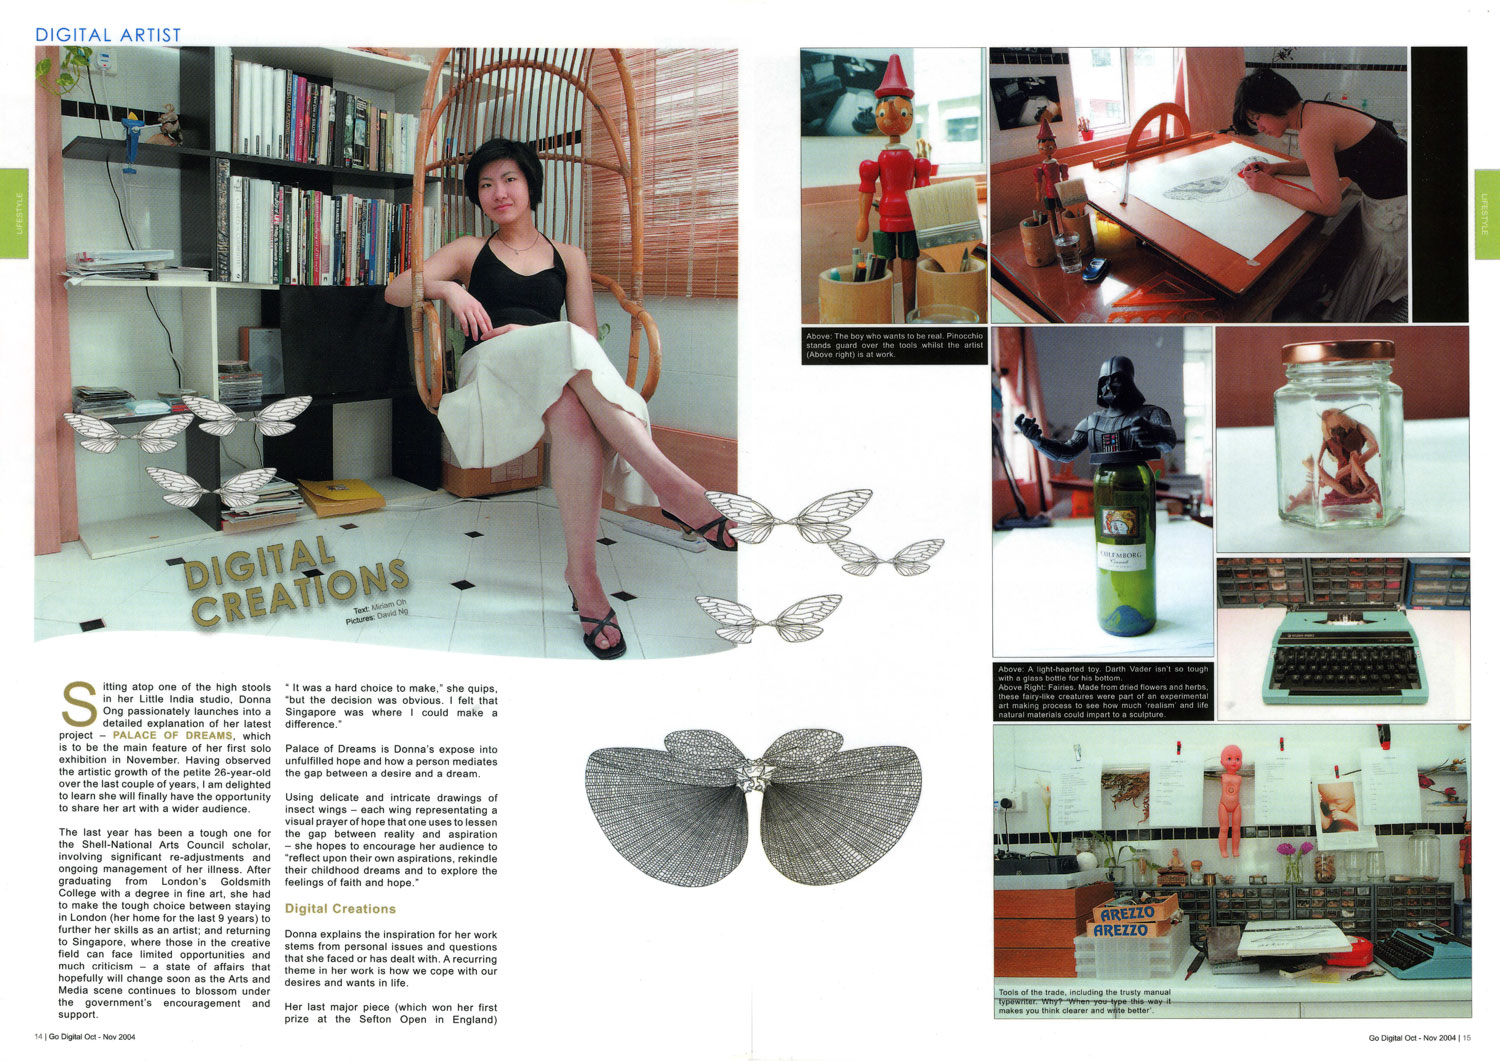 DIGITAL ARTIST
LIFESTYLE
DIGITAL
CREATIONS
Text: Miriam Oh
Pictures: David Ng
Sitting atop one of the high stools
in her Little India studio, Donna
Ong passionately launches into a
detailed explanation of her latest
project – PALACE OF DREAMS, which
is to be the main feature of her first solo
exhibition in November. Having observed
the artistic growth of the petite 26-year-old
over the last couple of years, I am delighted
to learn she will finally have the opportunity
to share her art with a wider audience.
The last year has been a tough one for
the Shell-National Arts Council scholar,
involving significant re-adjustments and
ongoing management of her illness. After
graduating from London's Goldsmith
College with a degree in fine art, she had
to make the tough choice between staying
in London (her home for the last 9 years) to
further her skills as an artist; and returning
to Singapore, where those in the creative
field can face limited opportunities and
much criticism – a state of affairs that
hopefully will change soon as the Arts and
Media scene continues to blossom under
the government's encouragement and
support.
" It was a hard choice to make," she quips,
"but the decision was obvious. I felt that
Singapore was where I could make a
difference."
Palace of Dreams is Donna's expose into
unfulfilled hope and how a person mediates
the gap between a desire and a dream.
Using delicate and intricate drawings of
insect wings – each wing representing a
visual prayer of hope that one uses to lessen
the gap between reality and aspiration
– she hopes to encourage her audience to
"reflect upon their own aspirations, rekindle
their childhood dreams and to explore the
feelings of faith and hope."
Digital Creations
Donna explains the inspiration for her work
stems from personal issues and questions
that she faced or has dealt with. A recurring
theme in her work is how we cope with our
desires and wants in life.
Her last major piece (which won her first
prize at the Sefton Open in England)
14 | Go Digital Oct - Nov 2004
LIFESTYLE
Above: The boy who wants to be real. Pinocchio
stands guard over the tools whilst the artist
(Above right) is at work.
Above: A light-hearted toy. Darth Vader isn't so tough
with a glass bottle for his bottom.
Above Right: Fairies. Made from dried flowers and herbs,
these fairy-like creatures were part of an experimental
art making process to see how much 'realism' and life
natural materials could impart to a sculpture.
AREZZO
AREZZO
Tools of the trade, including the trusty manual
typewriter. Why? 'When you type this way it
makes you think clearer and write better'.
Go Digital Oct - Nov 2004 | 15